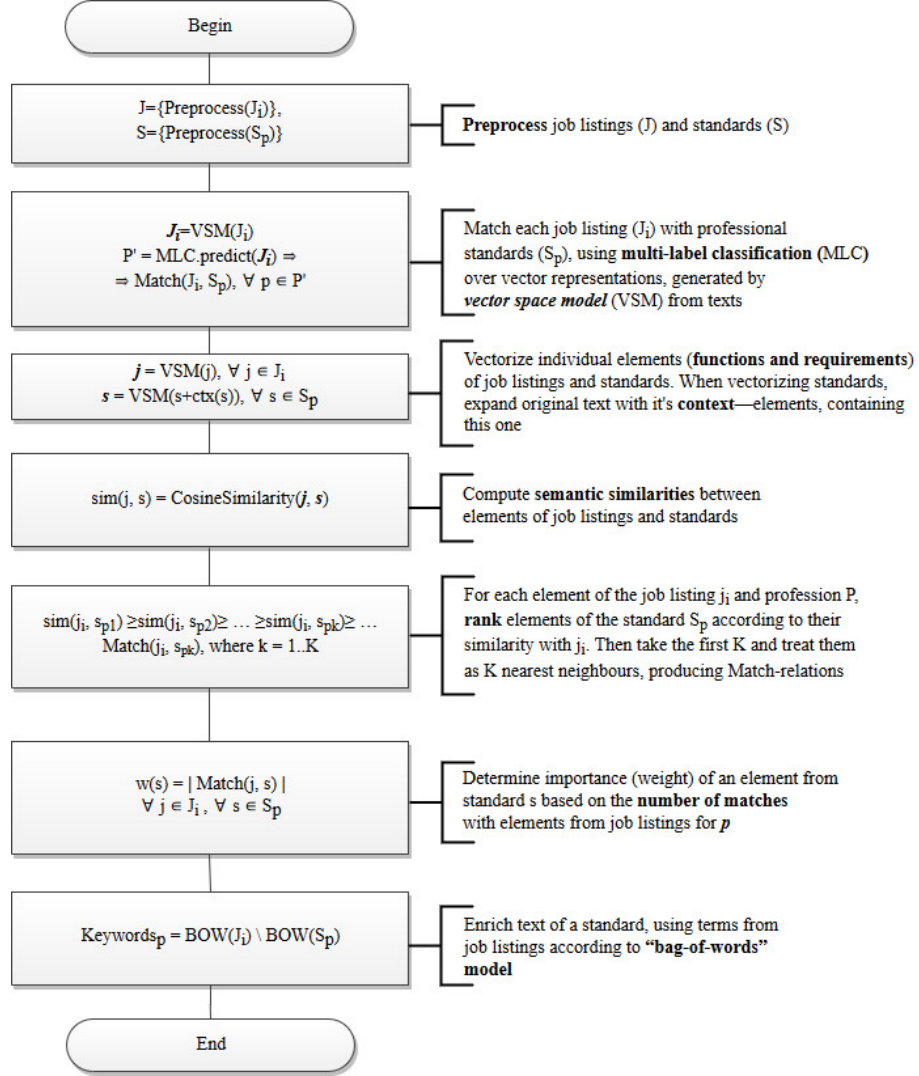 Begin
J={Preprocess(Jᵢ)},
S={Preprocess(Sₚ)}
Preprocess job listings (J) and standards (S)
Jᵢ=VSM(Jᵢ)
P' = MLC.predict(Jᵢ) ⇒
⇒ Match(Jᵢ, Sₚ), ∀ p ∈ P'
Match each job listing (Jᵢ) with professional
standards (Sₚ), using multi-label classification (MLC)
over vector representations, generated by
vector space model (VSM) from texts
j = VSM(j), ∀ j ∈ Jᵢ
s = VSM(s+ctx(s)), ∀ s ∈ Sₚ
Vectorize individual elements (functions and requirements)
of job listings and standards. When vectorizing standards,
expand original text with it's context—elements, containing
this one
sim(j, s) = CosineSimilarity(j, s)
Compute semantic similarities between
elements of job listings and standards
sim(jᵢ, sₚ₁) ≥sim(jᵢ, sₚ₂)≥ … ≥sim(jᵢ, sₚₖ)≥ …
Match(jᵢ, sₚₖ), where k = 1..K
For each element of the job listing jᵢ and profession P,
rank elements of the standard Sₚ according to their
similarity with jᵢ. Then take the first K and treat them
as K nearest neighbours, producing Match-relations
w(s) = | Match(j, s) |
∀ j ∈ Jᵢ , ∀ s ∈ Sₚ
Determine importance (weight) of an element from
standard s based on the number of matches
with elements from job listings for p
Keywordsₚ = BOW(Jᵢ) \ BOW(Sₚ)
Enrich text of a standard, using terms from
job listings according to “bag-of-words”
model
End